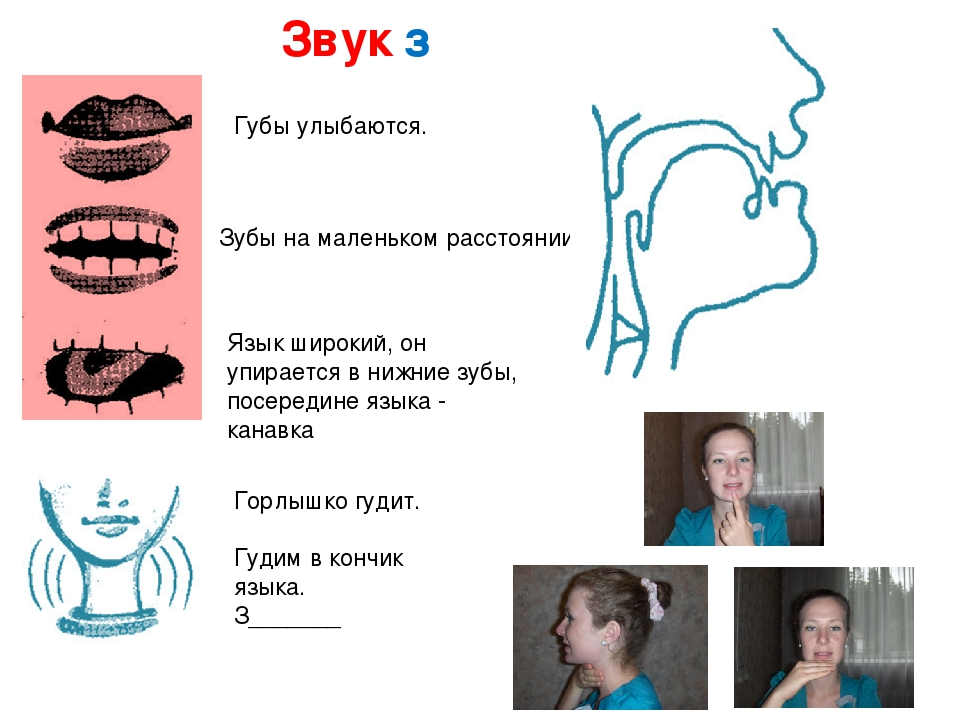 Звук з
Губы улыбаются.
Зубы на маленьком расстоянии
Язык широкий, он
упирается в нижние зубы,
посередине языка -
канавка
Горлышко гудит.
Гудим в кончик
языка.
З_______